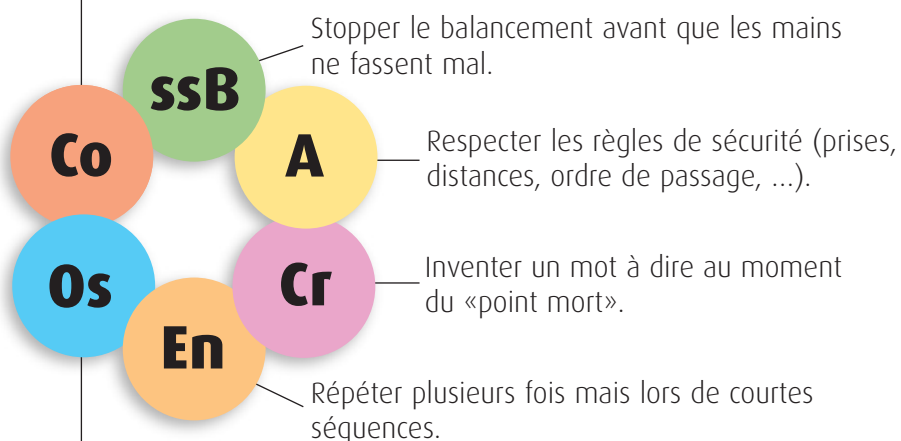 Stopper le balancement avant que les mains
ne fassent mal.
ssB
Co
A
Respecter les règles de sécurité (prises,
distances, ordre de passage, ...).
Os
Cr
Inventer un mot à dire au moment
du «point mort».
En
Répéter plusieurs fois mais lors de courtes
séquences.